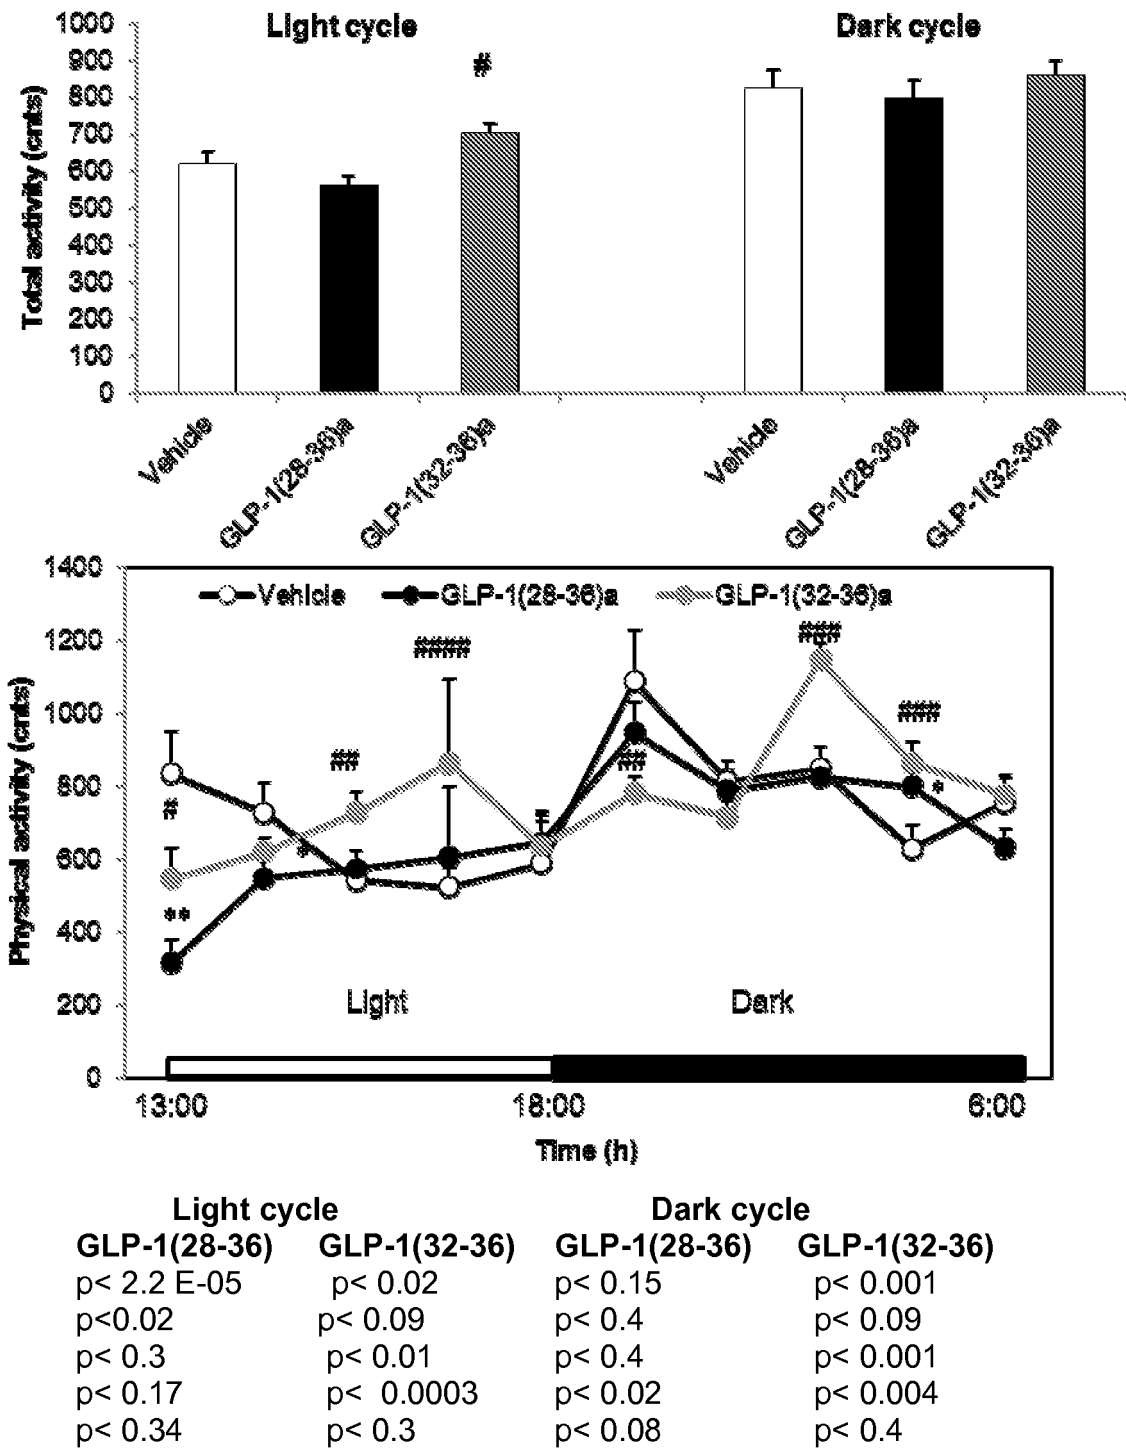 Light cycle Dark cycle
1000
900
800
700
600
500
400
300
200
100
0
Total activity (cnts)
#
Vehicle GLP-1(28-36)a GLP-1(32-36)a Vehicle GLP-1(28-36)a GLP-1(32-36)a
Vehicle GLP-1(28-36)a GLP-1(32-36)a
1400
1200
1000
800
600
400
200
0
Physical activity (cnts)
#### ###
###
## ##
#
* *
**
Light Dark
13:00 18:00 6:00
Time (h)
Light cycle Dark cycle
GLP-1(28-36) GLP-1(32-36) GLP-1(28-36) GLP-1(32-36)
p< 2.2 E-05 p< 0.02 p< 0.15 p< 0.001
p<0.02 p< 0.09 p< 0.4 p< 0.09
p< 0.3 p< 0.01 p< 0.4 p< 0.001
p< 0.17 p< 0.0003 p< 0.02 p< 0.004
p< 0.34 p< 0.3 p< 0.08 p< 0.4